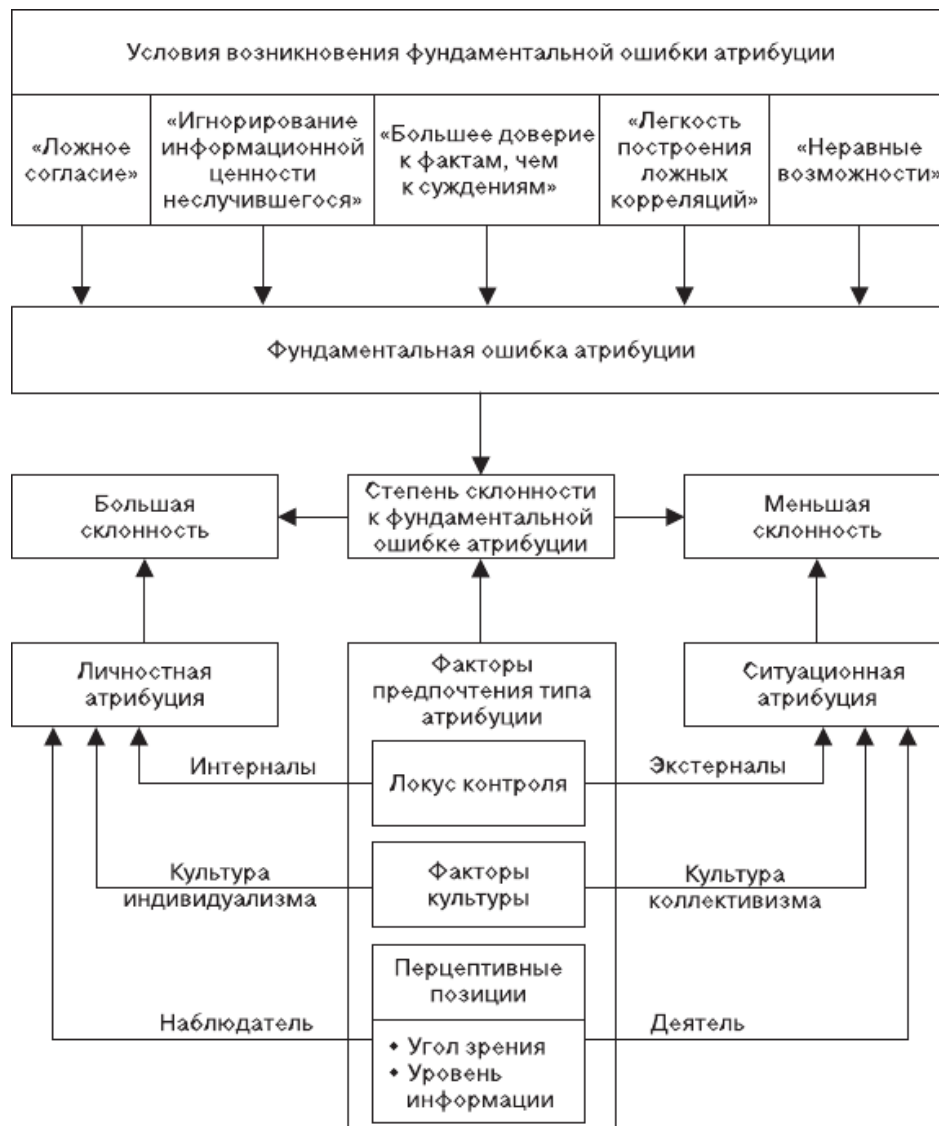 Условия возникновения фундаментальной ошибки атрибуции
«Ложное
согласие»
«Игнорирование
информационной
ценности
неслучившегося»
«Большее доверие
к фактам, чем
к суждениям»
«Легкость
построения
ложных
корреляций»
«Неравные
возможности»
Фундаментальная ошибка атрибуции
Большая
склонность
Степень склонности
к фундаментальной
ошибке атрибуции
Меньшая
склонность
Личностная
атрибуция
Факторы
предпочтения типа
атрибуции
Ситуационная
атрибуция
Интерналы
Локус контроля
Экстерналы
Культура
индивидуализма
Факторы
культуры
Культура
коллективизма
Перцептивные
позиции
Наблюдатель
Деятель
• Угол зрения
• Уровень
информации